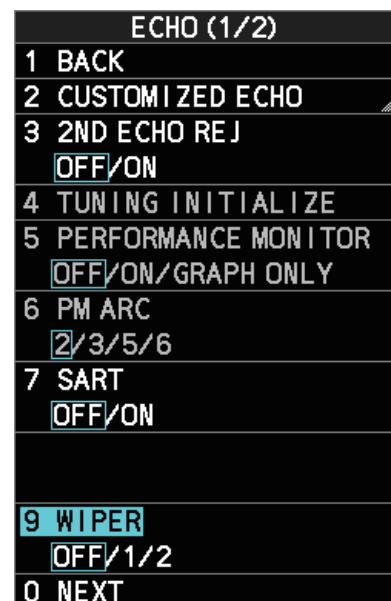 ECHO (1/2)
1 BACK
2 CUSTOMIZED ECHO
3 2ND ECHO REJ
OFF/ON
4 TUNING INITIALIZE
5 PERFORMANCE MONITOR
OFF/ON/GRAPH ONLY
6 PM ARC
2/3/5/6
7 SART
OFF/ON
9 WIPER
OFF/1/2
0 NEXT